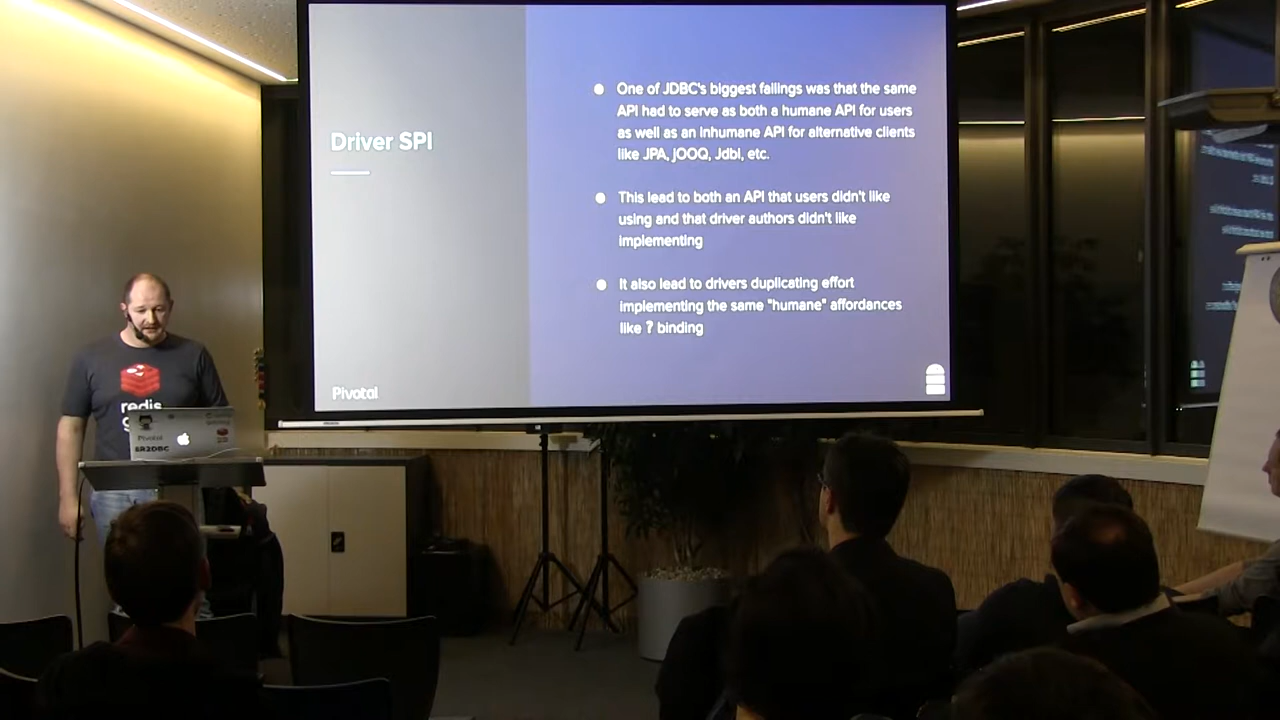 Driver SPI
One of JDBC's biggest failings was that the same
API had to serve as both a humane API for users
as well as an inhumane API for alternative clients
like JPA, jOOQ, Jdbi, etc.
This lead to both an API that users didn't like
using and that driver authors didn't like
implementing
It also lead to drivers duplicating effort
implementing the same "humane" affordances
like ? binding
Pivotal
redis
Pivotal
R2DBC